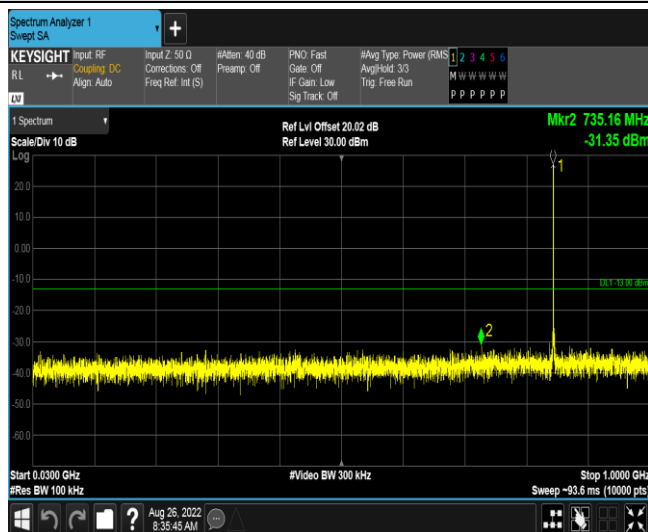 Spectrum Analyzer 1
Swept SA
+
KEYSIGHT
RL
LXI
Input: RF
Coupling: DC
Align: Auto
Input Z: 50 Ω
Corrections: Off
Freq Ref: Int (S)
#Atten: 40 dB
Preamp: Off
PNO: Fast
Gate: Off
IF Gain: Low
Sig Track: Off
#Avg Type: Power (RMS
Avg|Hold: 3/3
Trig: Free Run
1 2 3 4 5 6
M W W W W W
P P P P P P
1 Spectrum
Scale/Div 10 dB
Log
Ref Lvl Offset 20.02 dB
Ref Level 30.00 dBm
Mkr2 735.16 MHz
-31.35 dBm
1
20.0
10.0
0.00
-10.0
DL1 -13.00 dBm
-20.0
2
-30.0
-40.0
-50.0
-60.0
Start 0.0300 GHz
#Res BW 100 kHz
#Video BW 300 kHz
Stop 1.0000 GHz
Sweep ~93.6 ms (10000 pts)
?
Aug 26, 2022
8:35:45 AM